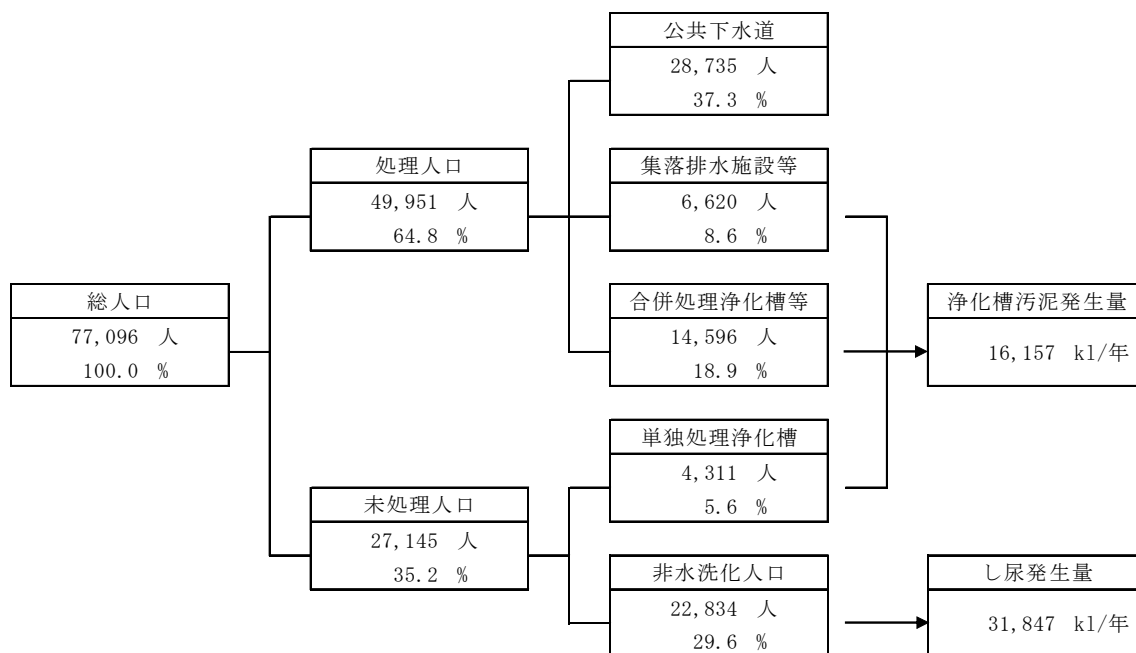 総人口
77,096 人
100.0 %
処理人口
49,951 人
64.8 %
未処理人口
27,145 人
35.2 %
公共下水道
28,735 人
37.3 %
集落排水施設等
6,620 人
8.6 %
合併処理浄化槽等
14,596 人
18.9 %
単独処理浄化槽
4,311 人
5.6 %
非水洗化人口
22,834 人
29.6 %
浄化槽汚泥発生量
16,157 kl/年
し尿発生量
31,847 kl/年